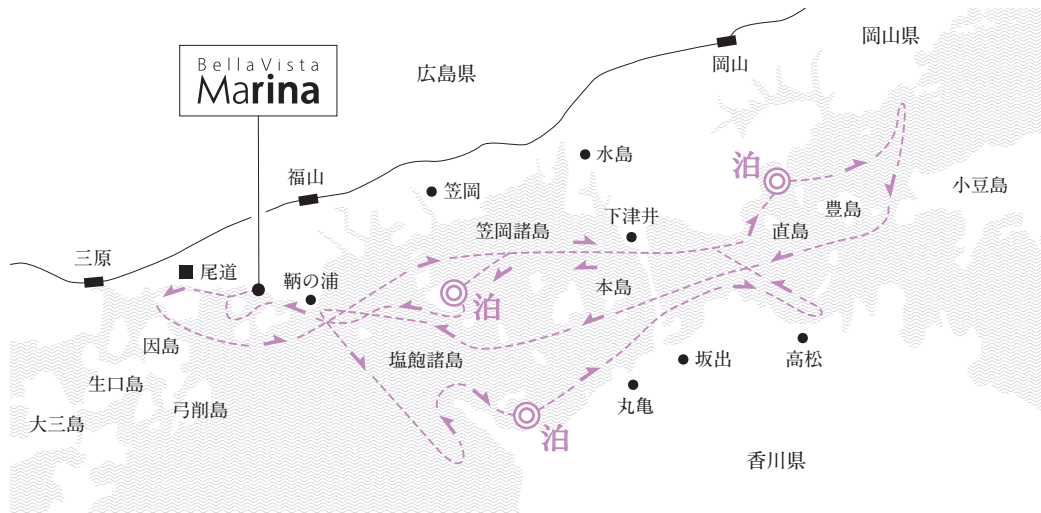 岡山県
BellaVista
Marina
広島県
岡山
泊
水島
福山
笠岡
小豆島
豊島
下津井
直島
笠岡諸島
三原
尾道
鞆の浦
本島
泊
因島
塩飽諸島
坂出
高松
生口島
弓削島
丸亀
大三島
泊
香川県